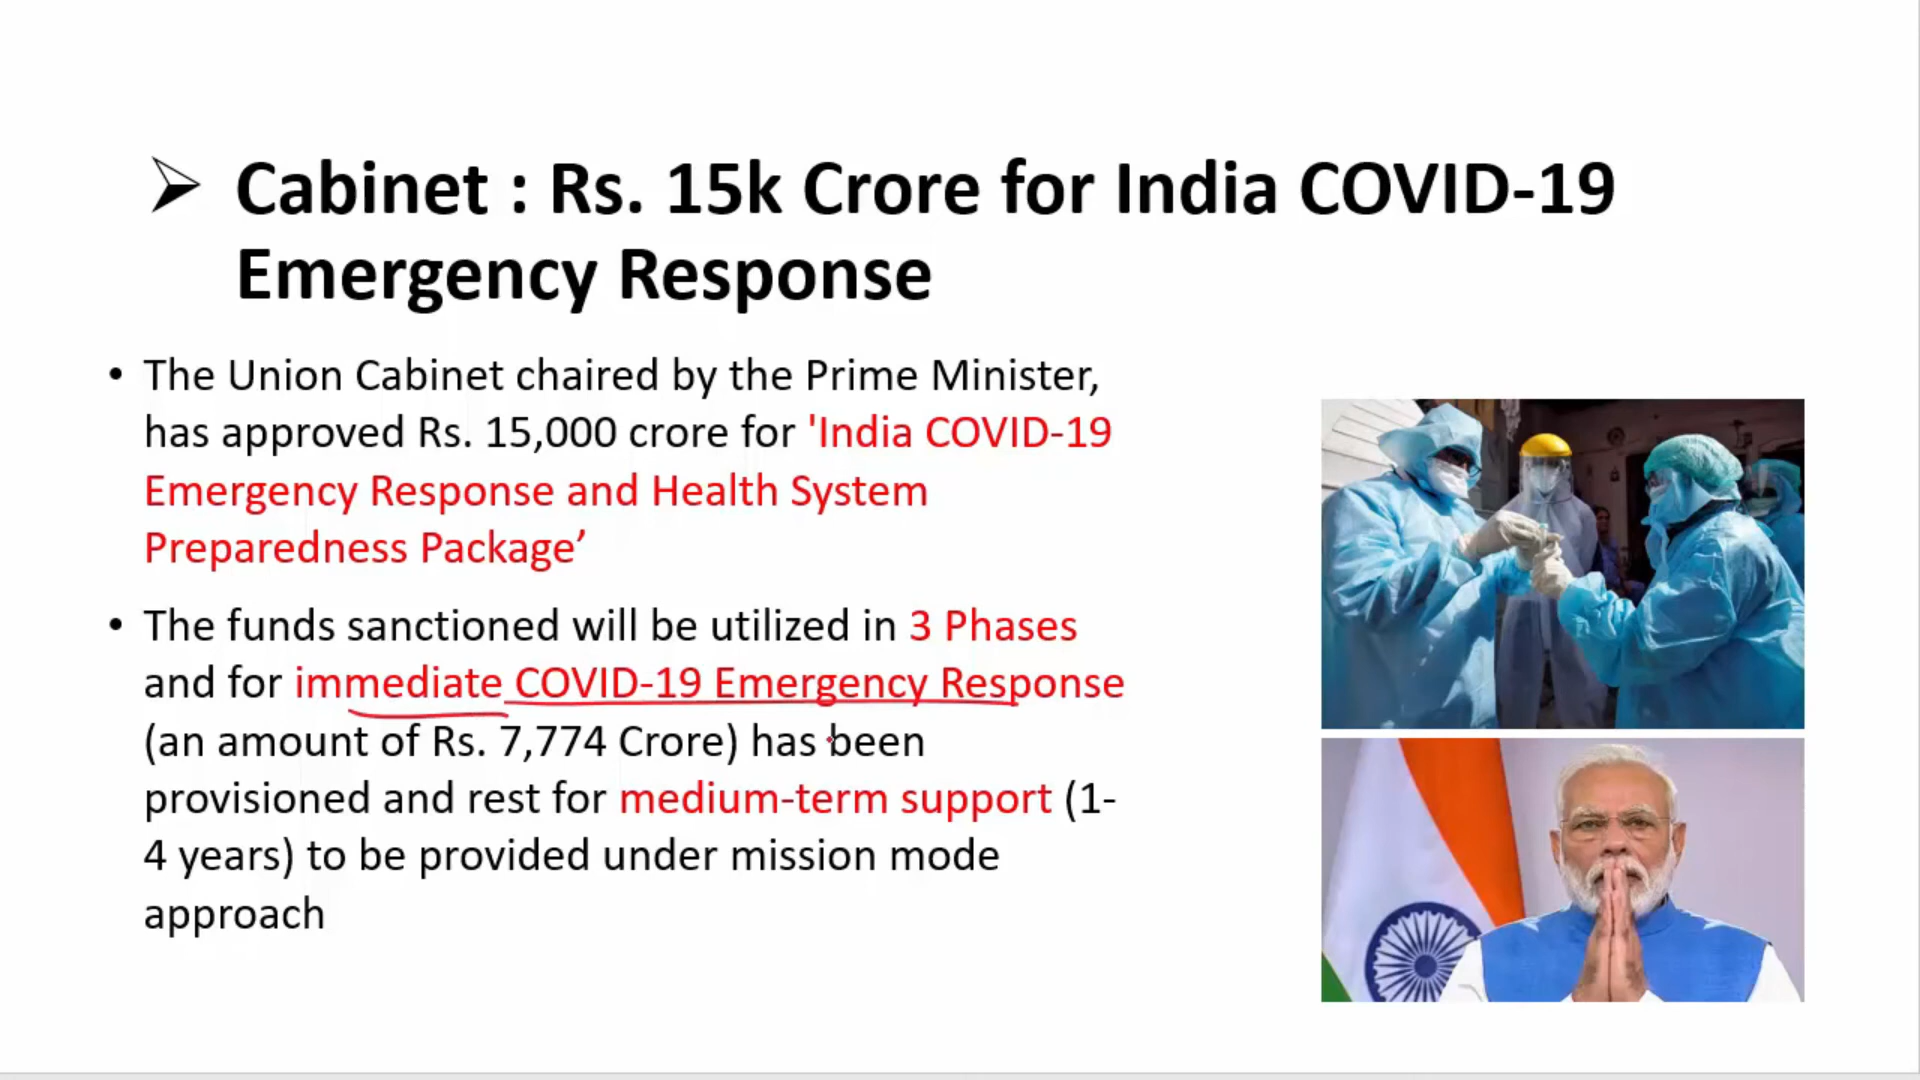 Cabinet : Rs. 15k Crore for India COVID-19
Emergency Response
• The Union Cabinet chaired by the Prime Minister,
has approved Rs. 15,000 crore for 'India COVID-19
Emergency Response and Health System
Preparedness Package’
• The funds sanctioned will be utilized in 3 Phases
and for immediate COVID-19 Emergency Response
(an amount of Rs. 7,774 Crore) has been
provisioned and rest for medium-term support (1-
4 years) to be provided under mission mode
approach